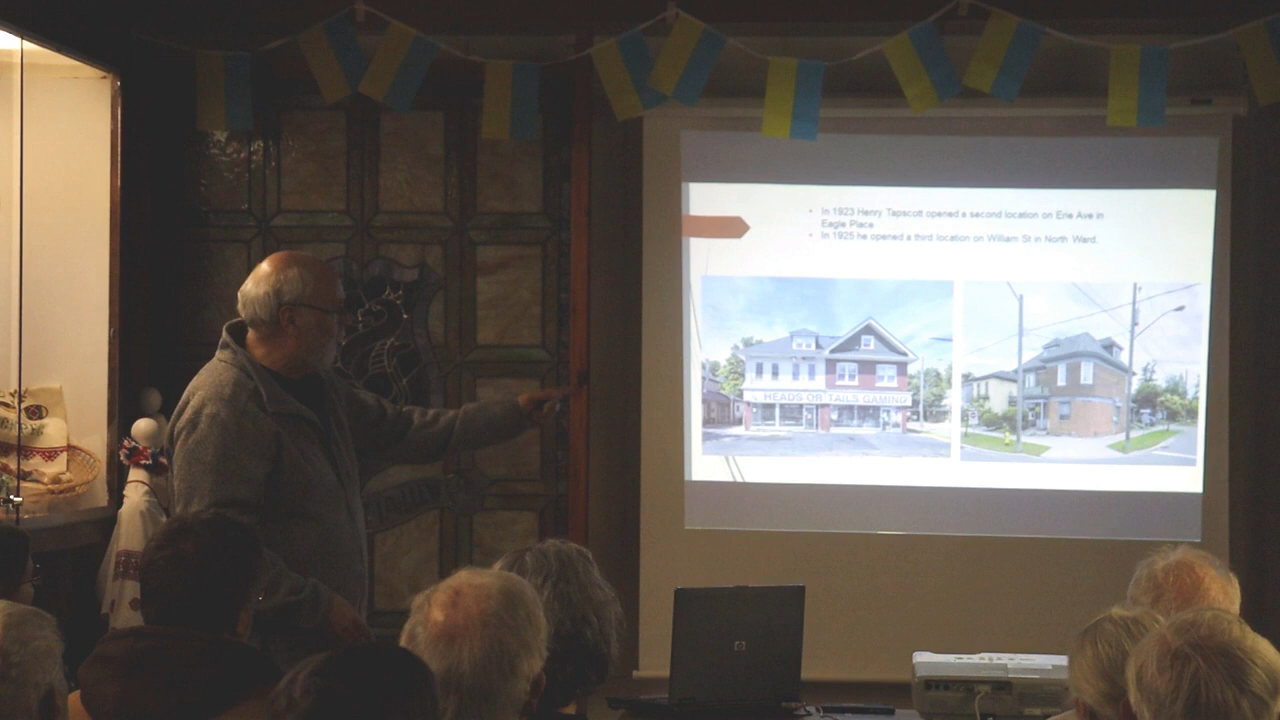 • In 1923 Henry Tapscott opened a second location on Erie Ave in
Eagle Place
• In 1925 he opened a third location on William St in North Ward.
HEADS OR TAILS GAMING
hp